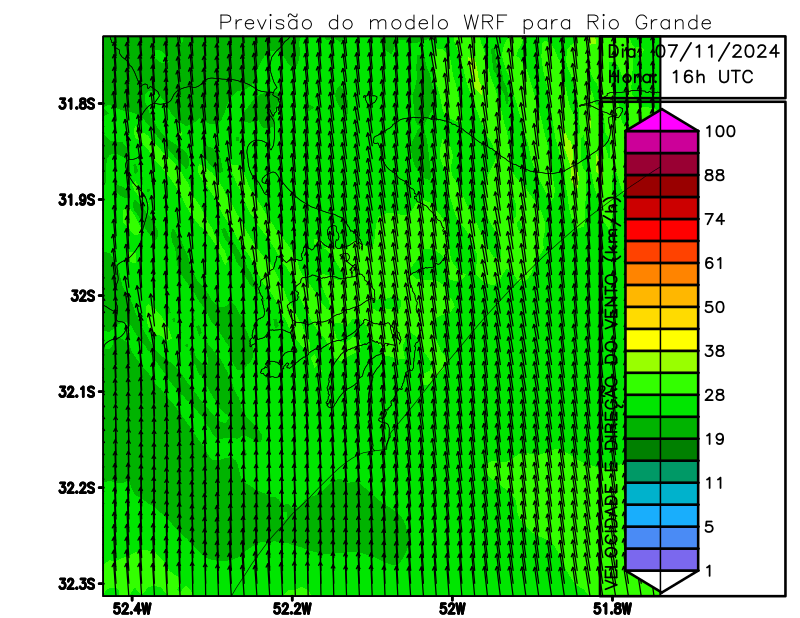 Previsão do modelo WRF para Rio Grande
Dia: 07/11/2024
Hora: 16h UTC
31.8S
31.9S
32S
32.1S
32.2S
32.3S
52.4W
52.2W
52W
51.8W
VELOCIDADE E DIREÇÃO DO VENTO (km/h)
100
88
74
61
50
38
28
19
11
5
1